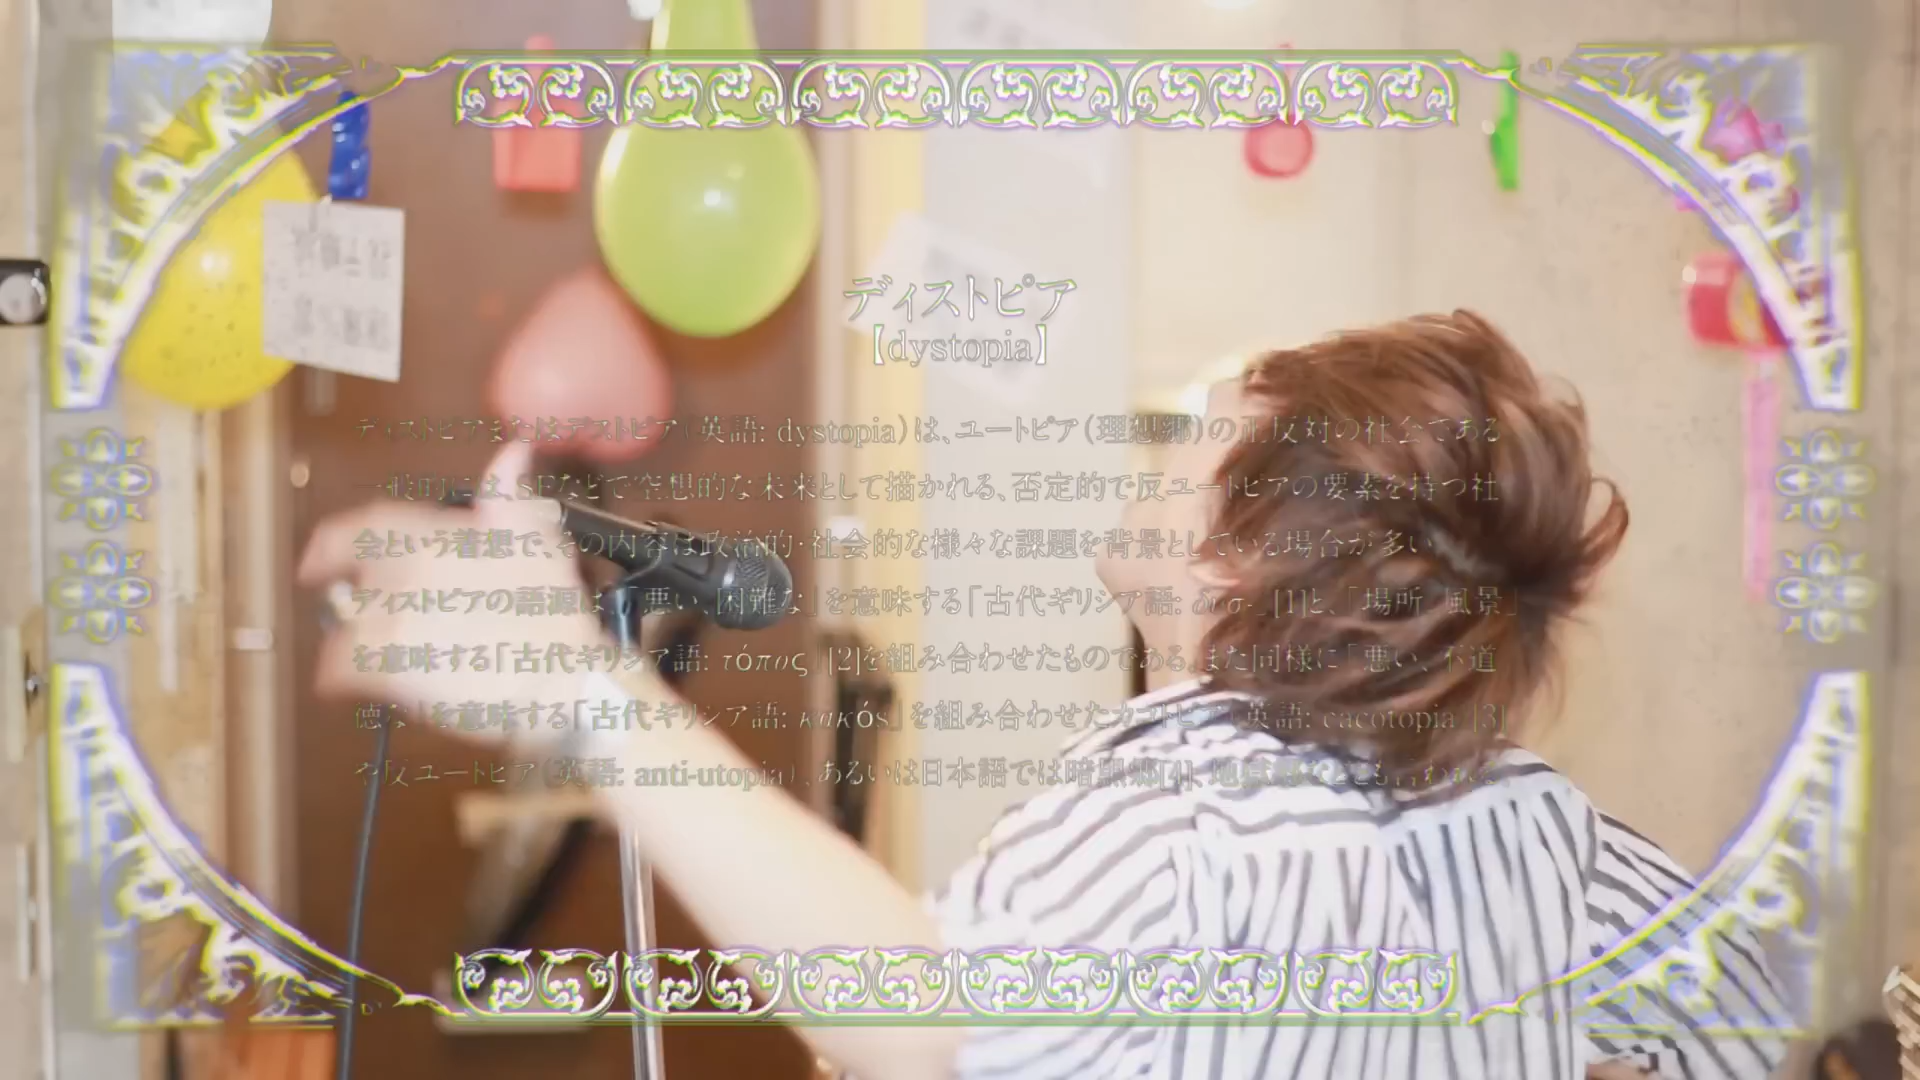 ディストピア
【dystopia】
ディストピアまたはデストピア(英語: dystopia)は、ユートピア(理想郷)の正反対の社会である
一般的には、SFなどで空想的な未来として描かれる、否定的で反ユートピアの要素を持つ社
会という着想で、その内容は政治的・社会的な様々な課題を背景としている場合が多い
ディストピアの語源は、「悪い、困難な」を意味する「古代ギリシア語: δυσ-」[1]と、「場所、風景」
を意味する「古代ギリシア語: τόπος」[2]を組み合わせたものである。また同様に「悪い、不道
徳な」を意味する「古代ギリシア語: κακόs」を組み合わせたカコトピア(英語: cacotopia)[3]
や反ユートピア(英語: anti-utopia)、あるいは日本語では暗黒郷[4]、地獄郷などとも言われる。